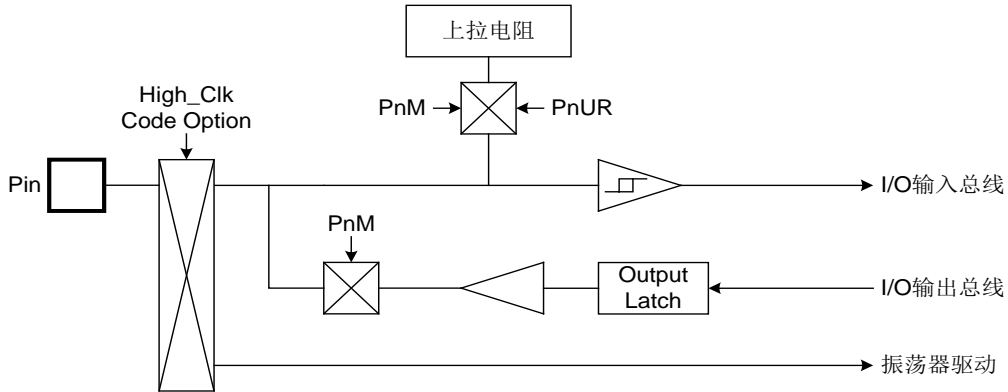 上拉电阻
High_Clk
Code Option
PnM
PnUR
Pin
I/O输入总线
PnM
Output
Latch
I/O输出总线
振荡器驱动